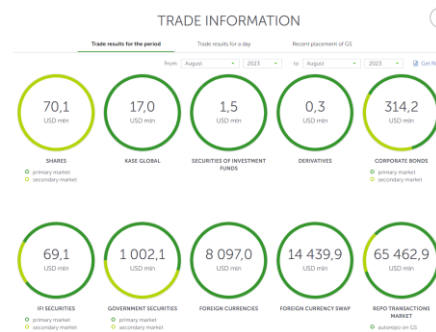 TRADE INFORMATION
Trade results for the period Trade results for a day Recent placement of GS
From August 2023 to August 2023 Get
70,1 17,0 1,5 0,3 314,2
USD mln USD mln USD mln USD mln USD mln
SHARES KASE GLOBAL SECURITIES OF INVESTMENT FUNDS DERIVATIVES CORPORATE BONDS
primary market primary market
secondary market secondary market
69,1 1 002,1 8 097,0 14 439,9 65 462,9
USD mln USD mln USD mln USD mln USD mln
IFI SECURITIES GOVERNMENT SECURITIES FOREIGN CURRENCIES FOREIGN CURRENCY SWAP REPO TRANSACTIONS MARKET
primary market primary market autorepo on GS
secondary market secondary market